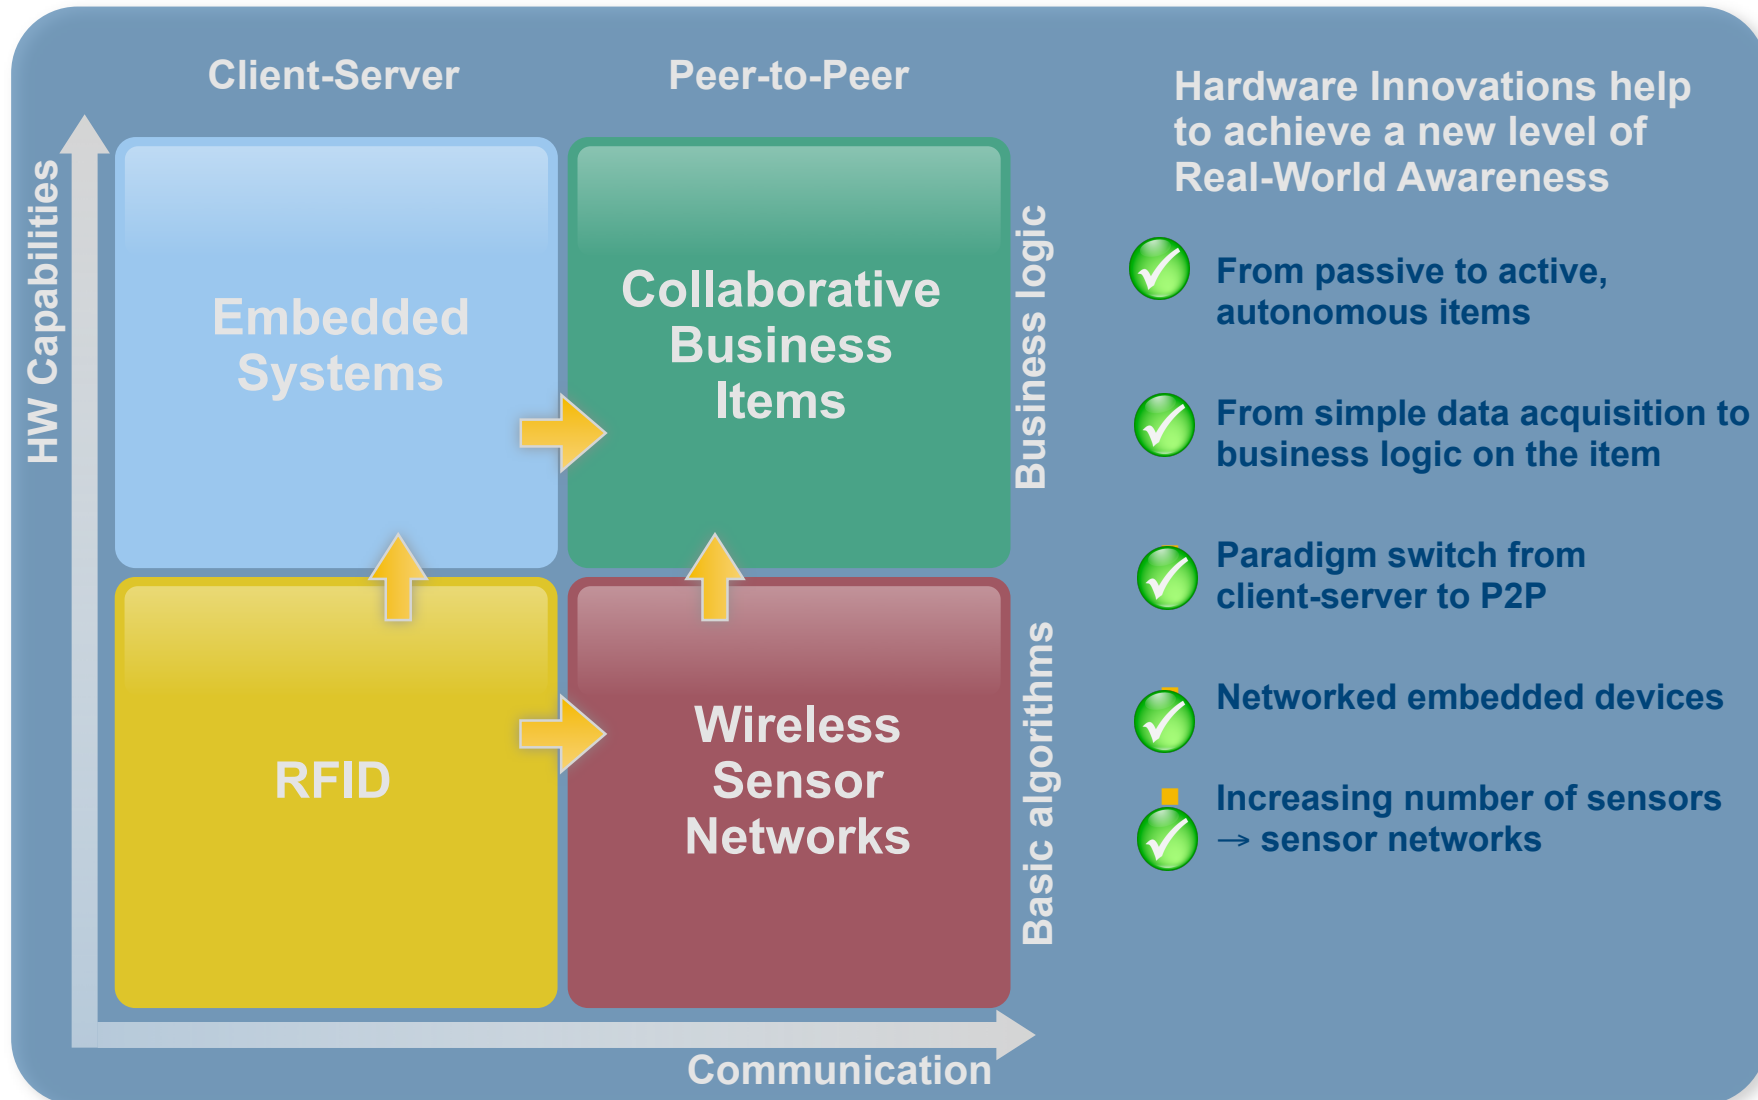 Client-Server
Peer-to-Peer
HW Capabilities
Embedded
Systems
Collaborative
Business
Items
Business logic
RFID
Wireless
Sensor
Networks
Basic algorithms
Communication
Hardware Innovations help
to achieve a new level of
Real-World Awareness
From passive to active,
autonomous items
From simple data acquisition to
business logic on the item
Paradigm switch from
client-server to P2P
Networked embedded devices
Increasing number of sensors
→ sensor networks